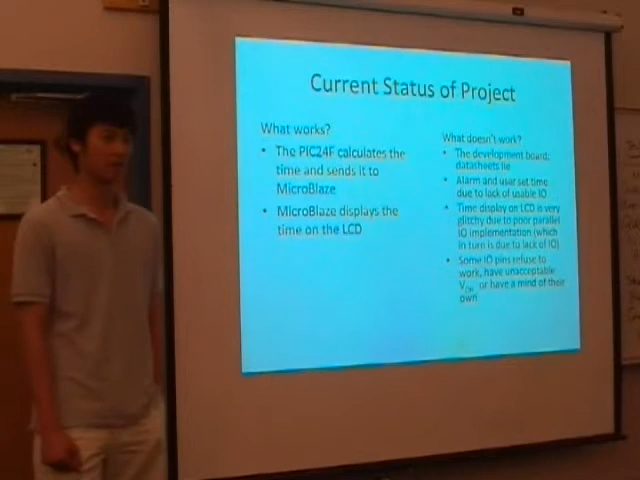 Current Status of Project
What works?
• The PIC24F calculates the
time and sends it to
MicroBlaze
• MicroBlaze displays the
time on the LCD
What doesn't work?
• The development board;
datasheets lie
• Alarm and user set time
due to lack of usable IO
• Time display on LCD is very
glitchy due to poor parallel
IO implementation (which
in turn is due to lack of IO)
• Some IO pins refuse to
work, have unacceptable
or have a mind of their
own